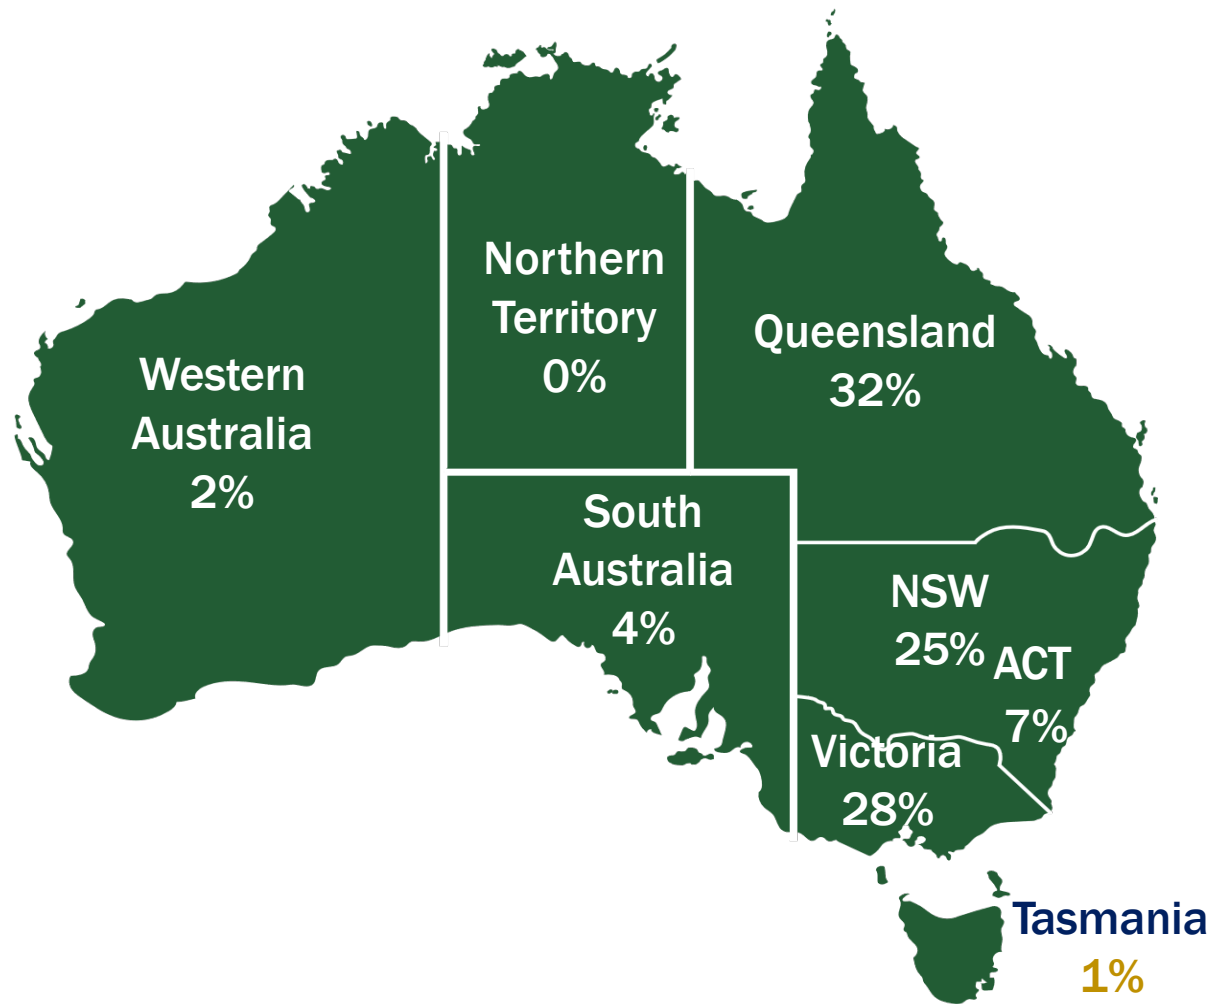 Northern
Territory
0%
Queensland
32%
Western
Australia
2%
South
Australia
4%
NSW
25%
ACT
7%
Victoria
28%
Tasmania
1%